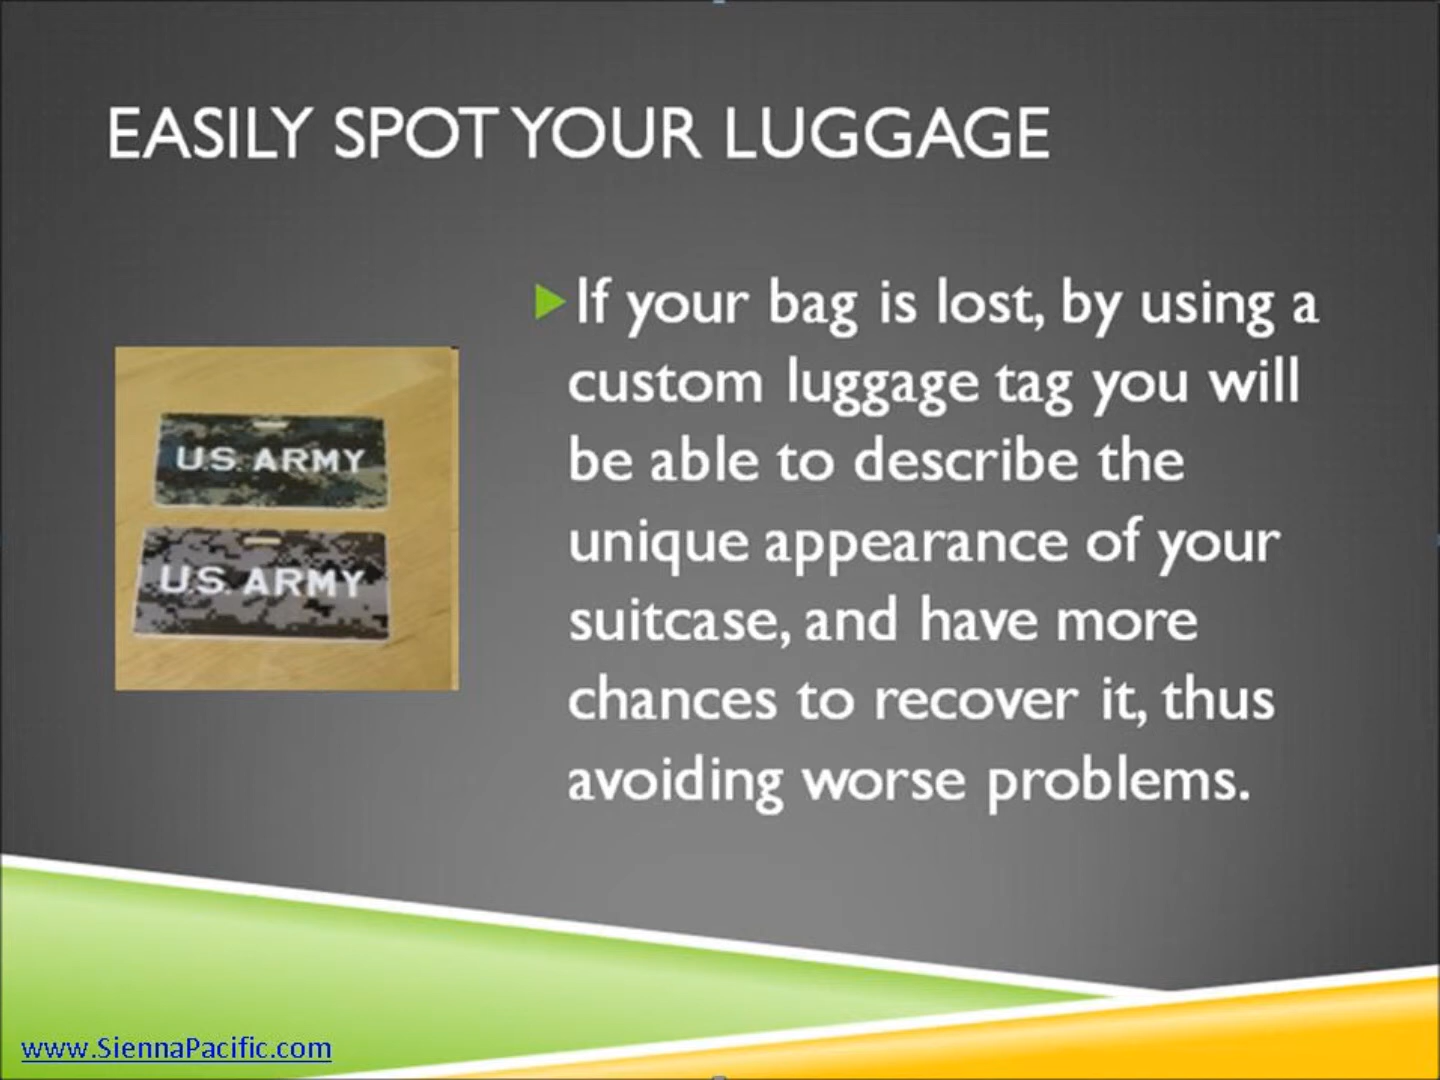 EASILY SPOT YOUR LUGGAGE
U.S. ARMY
U.S. ARMY
If your bag is lost, by using a
custom luggage tag you will
be able to describe the
unique appearance of your
suitcase, and have more
chances to recover it, thus
avoiding worse problems.
www.SiennaPacific.com